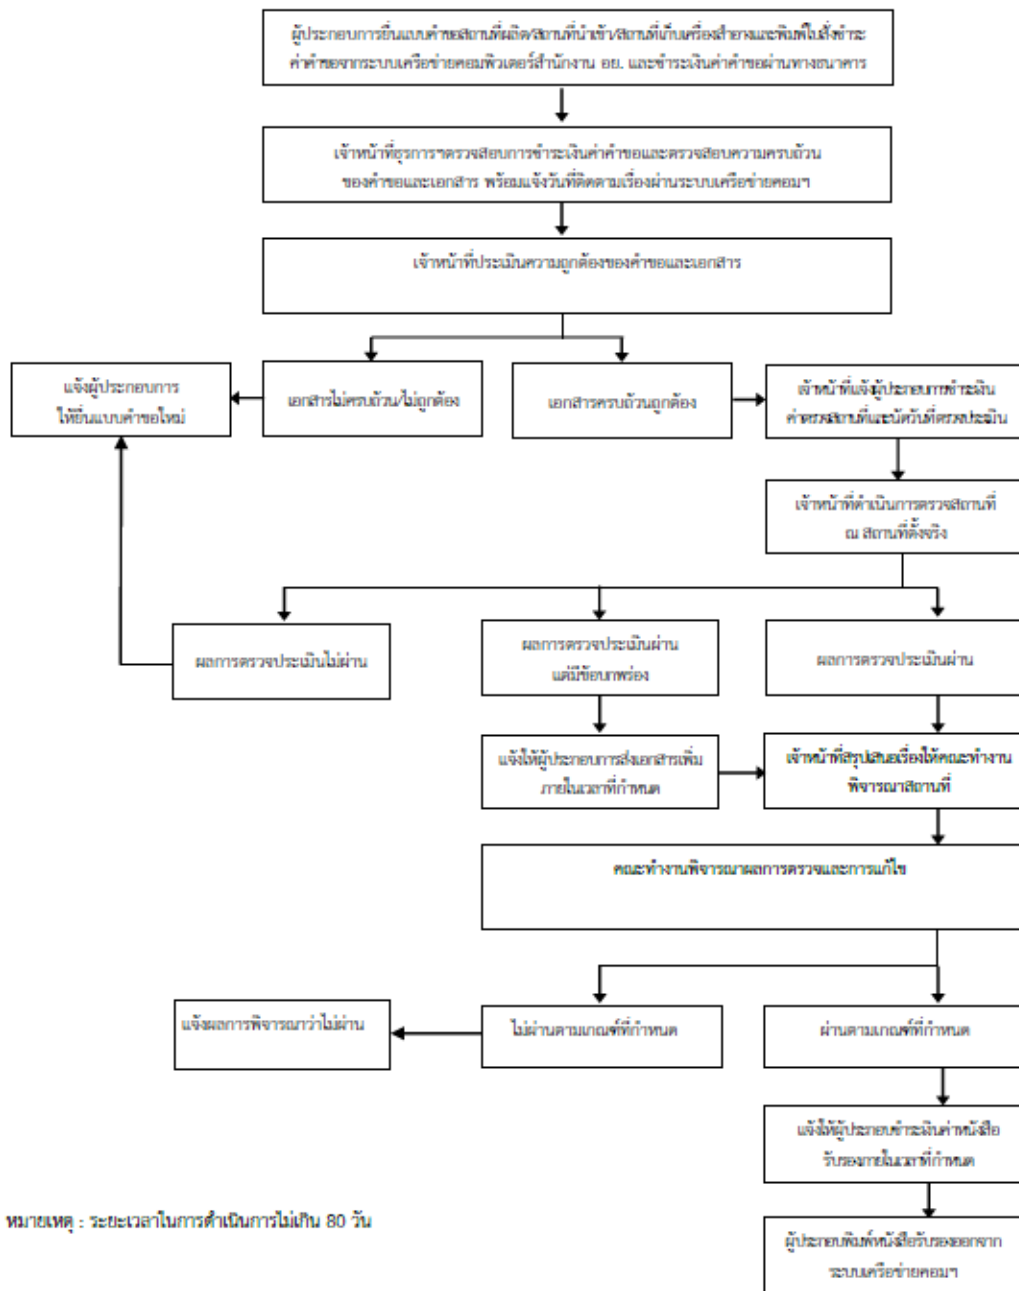 ผู้ประกอบการยื่นแบบคำขอสถานที่ผลิต/สถานที่นำเข้า/สถานที่เก็บเครื่องสำอางและพิมพ์ใบสั่งชำระ
ค่าคำขอจากระบบเครือข่ายคอมพิวเตอร์สำนักงาน อย. และชำระเงินค่าคำขอผ่านทางธนาคาร
เจ้าหน้าที่ธุรการฯตรวจสอบการชำระเงินค่าคำขอและตรวจสอบความครบถ้วน
ของคำขอและเอกสาร พร้อมแจ้งวันที่ติดตามเรื่องผ่านระบบเครือข่ายคอมฯ
เจ้าหน้าที่ประเมินความถูกต้องของคำขอและเอกสาร
แจ้งผู้ประกอบการ
ให้ยื่นแบบคำขอใหม่
เอกสารไม่ครบถ้วน/ไม่ถูกต้อง
เอกสารครบถ้วนถูกต้อง
เจ้าหน้าที่แจ้งผู้ประกอบการชำระเงิน
ค่าตรวจสถานที่และนัดวันที่ตรวจประเมิน
เจ้าหน้าที่ดำเนินการตรวจสถานที่
ณ สถานที่ตั้งจริง
ผลการตรวจประเมินไม่ผ่าน
ผลการตรวจประเมินผ่าน
แต่มีข้อบกพร่อง
ผลการตรวจประเมินผ่าน
แจ้งให้ผู้ประกอบการส่งเอกสารเพิ่ม
ภายในเวลาที่กำหนด
เจ้าหน้าที่สรุปเสนอเรื่องให้คณะทำงาน
พิจารณาสถานที่
คณะทำงานพิจารณาผลการตรวจและการแก้ไข
แจ้งผลการพิจารณาว่าไม่ผ่าน
ไม่ผ่านตามเกณฑ์ที่กำหนด
ผ่านตามเกณฑ์ที่กำหนด
แจ้งให้ผู้ประกอบชำระเงินค่าหนังสือ
รับรองภายในเวลาที่กำหนด
หมายเหตุ : ระยะเวลาในการดำเนินการไม่เกิน 80 วัน
ผู้ประกอบพิมพ์หนังสือรับรองออกจาก
ระบบเครือข่ายคอมฯ